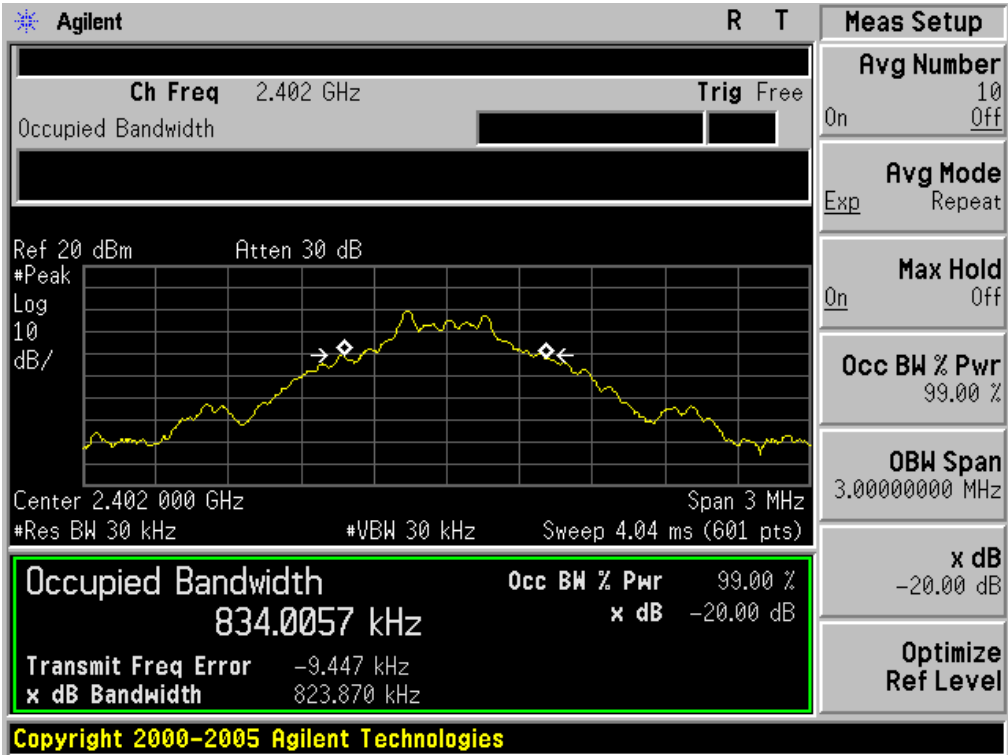 Agilent R T
Ch Freq 2.402 GHz Trig Free
Occupied Bandwidth
Ref 20 dBm Atten 30 dB
#Peak
Log
10
dB/
Center 2.402 000 GHz Span 3 MHz
#Res BW 30 kHz #VBW 30 kHz Sweep 4.04 ms (601 pts)
Occupied Bandwidth Occ BW % Pwr 99.00 %
834.0057 kHz x dB -20.00 dB
Transmit Freq Error -9.447 kHz
x dB Bandwidth 823.870 kHz
Copyright 2000-2005 Agilent Technologies
Meas Setup
Avg Number
10
On Off
Avg Mode
Exp Repeat
Max Hold
On Off
Occ BW % Pwr
99.00 %
OBW Span
3.00000000 MHz
x dB
-20.00 dB
Optimize
Ref Level